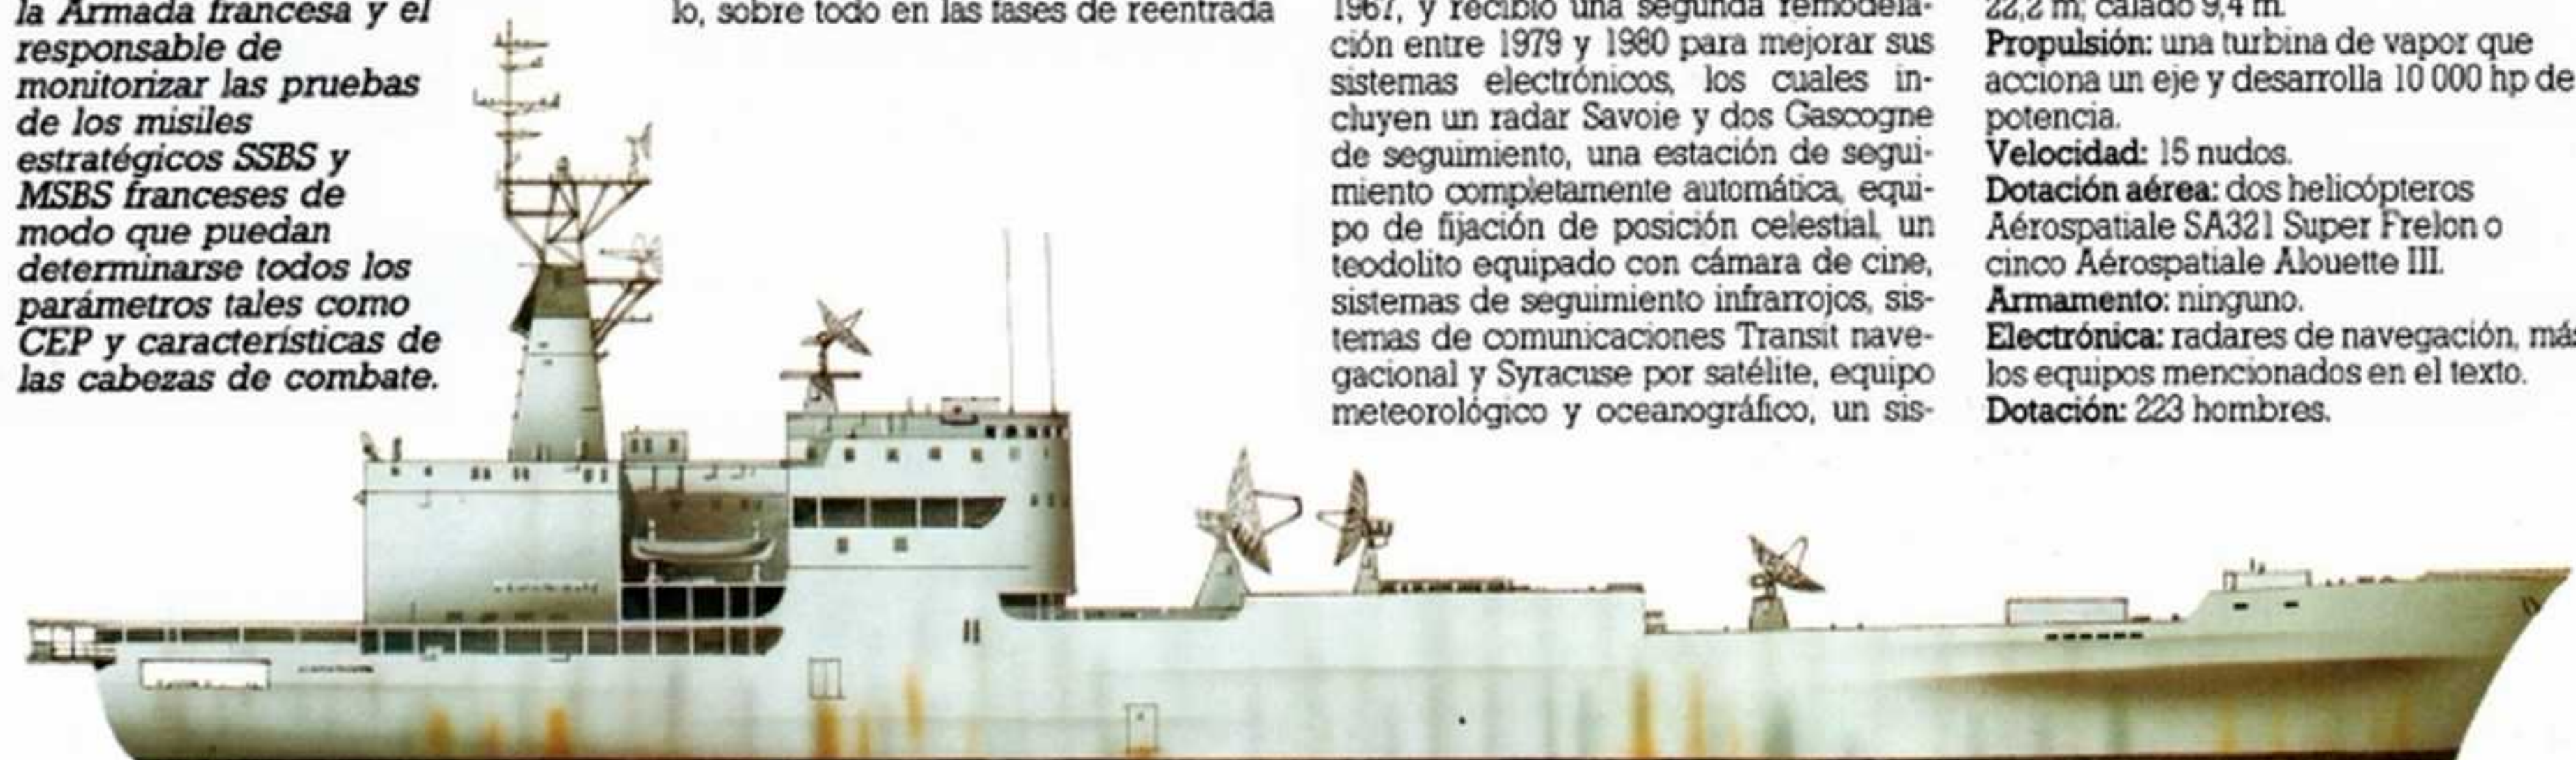 la Armada francesa y el
responsable de
monitorizar las pruebas
de los misiles
estratégicos SSBS y
MSBS franceses de
modo que puedan
determinarse todos los
parámetros tales como
CEP y características de
las cabezas de combate.
lo, sobre todo en las fases de reentrada
1967, y recibió una segunda remodela-
ción entre 1979 y 1980 para mejorar sus
sistemas electrónicos, los cuales in-
cluyen un radar Savoie y dos Gascogne
de seguimiento, una estación de segui-
miento completamente automática, equi-
po de fijación de posición celestial, un
teodolito equipado con cámara de cine,
sistemas de seguimiento infrarrojos, sis-
temas de comunicaciones Transit nave-
gacional y Syracuse por satélite, equipo
meteorológico y oceanográfico, un sis-
22,2 m; calado 9,4 m.
Propulsión: una turbina de vapor que
acciona un eje y desarrolla 10 000 hp de
potencia.
Velocidad: 15 nudos.
Dotación aérea: dos helicópteros
Aérospatiale SA321 Super Frelon o
cinco Aérospatiale Alouette III.
Armamento: ninguno.
Electrónica: radares de navegación, más
los equipos mencionados en el texto.
Dotación: 223 hombres.